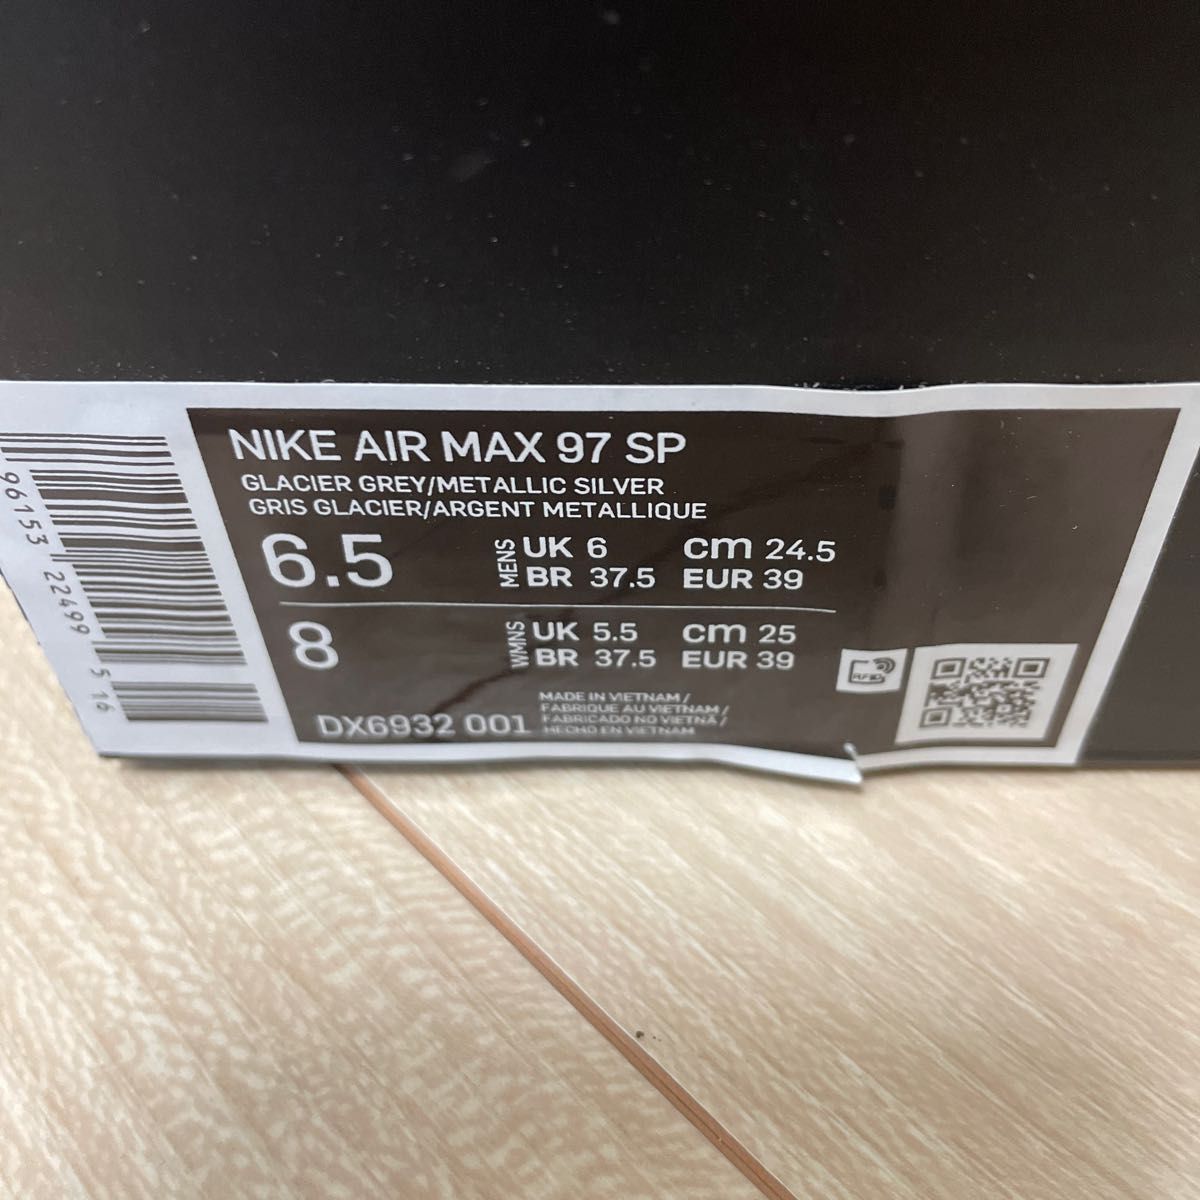 NIKE AIR MAX 97 SP
GLACIER GREY/METALLIC SILVER
GRIS GLACIER/ARGENT METALLIQUE
6.5 MENS UK 6 cm 24.5
BR 37.5 EUR 39
8 WMNS UK 5.5 cm 25
BR 37.5 EUR 39
MADE IN VIETNAM /
FABRIQUE AU VIETNAM /
FABRICADO NO VIETNÃ /
HECHO EN VIETNAM
DX6932 001
RFID
96153 22499 5 16